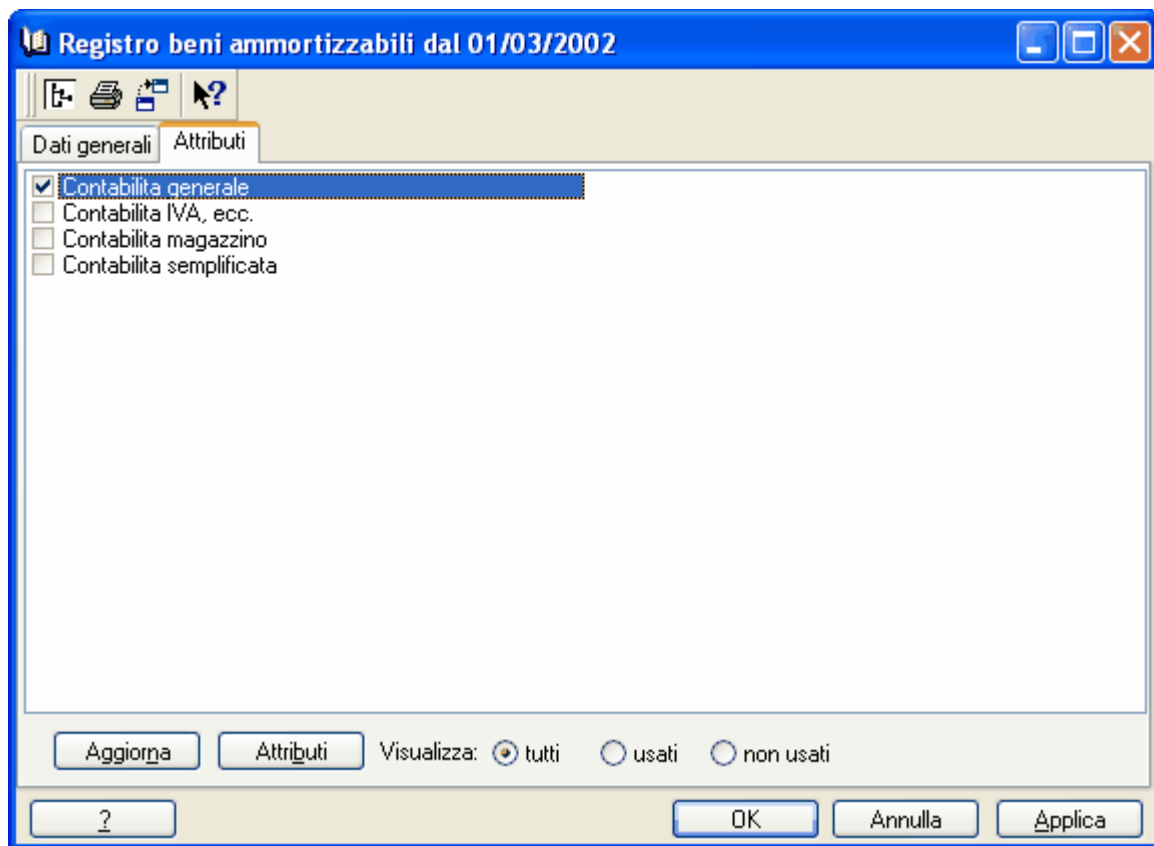 Registro beni ammortizzabili dal 01/03/2002
?
Dati generali Attributi
Contabilita generale
Contabilita IVA, ecc.
Contabilita magazzino
Contabilita semplificata
Aggiorna Attributi Visualizza: tutti usati non usati
? OK Annulla Applica